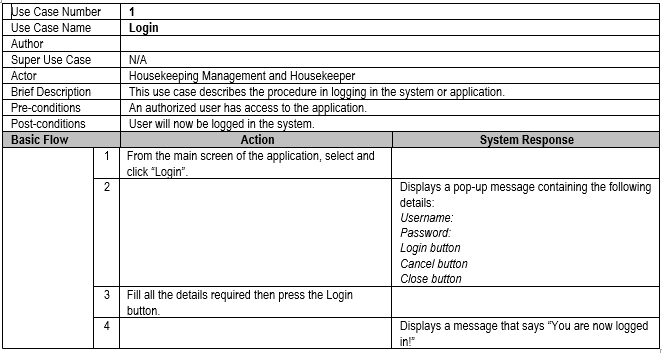 Use Case Number 1
Use Case Name Login
Author
Super Use Case N/A
Actor Housekeeping Management and Housekeeper
Brief Description This use case describes the procedure in logging in the system or application.
Pre-conditions An authorized user has access to the application.
Post-conditions User will now be logged in the system.
Basic Flow Action System Response
1 From the main screen of the application, select and
click “Login”.
2 Displays a pop-up message containing the following
details:
Username:
Password:
Login button
Cancel button
Close button
3 Fill all the details required then press the Login
button.
4 Displays a message that says “You are now logged
in!”